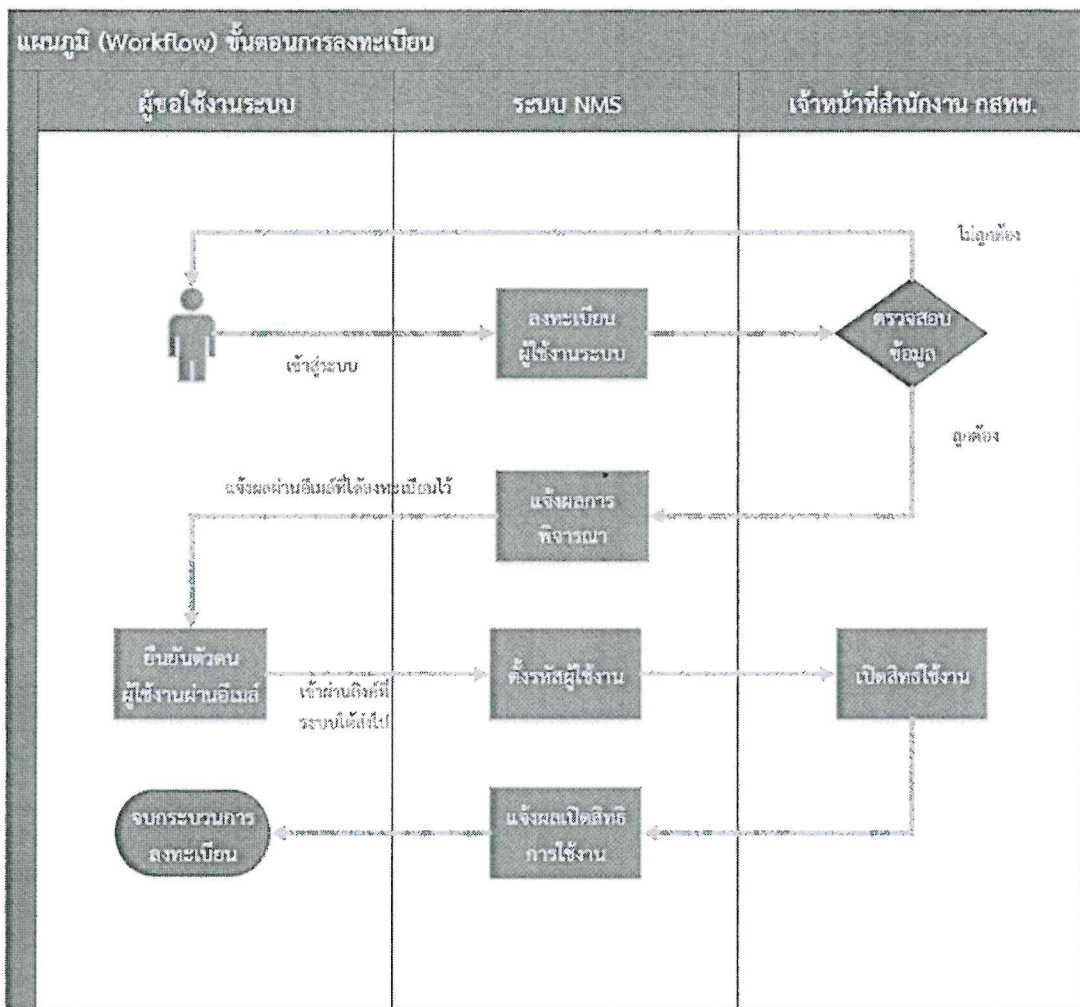 แผนภูมิ (Workflow) ขั้นตอนการลงทะเบียน
ผู้ขอใช้งานระบบ
ระบบ NMS
เจ้าหน้าที่สำนักงาน กสทช.
ไม่ถูกต้อง
ลงทะเบียน
ผู้ใช้งานระบบ
ตรวจสอบ
ข้อมูล
เข้าสู่ระบบ
ถูกต้อง
แจ้งผลผ่านอีเมล์ที่ได้ลงทะเบียนไว้
แจ้งผลการ
พิจารณา
ยืนยันตัวตน
ผู้ใช้งานผ่านอีเมล์
เข้าผ่านลิงค์ที่
ระบบได้ส่งไป
ตั้งรหัสผู้ใช้งาน
เปิดสิทธิใช้งาน
จบกระบวนการ
ลงทะเบียน
แจ้งผลเปิดสิทธิ
การใช้งาน